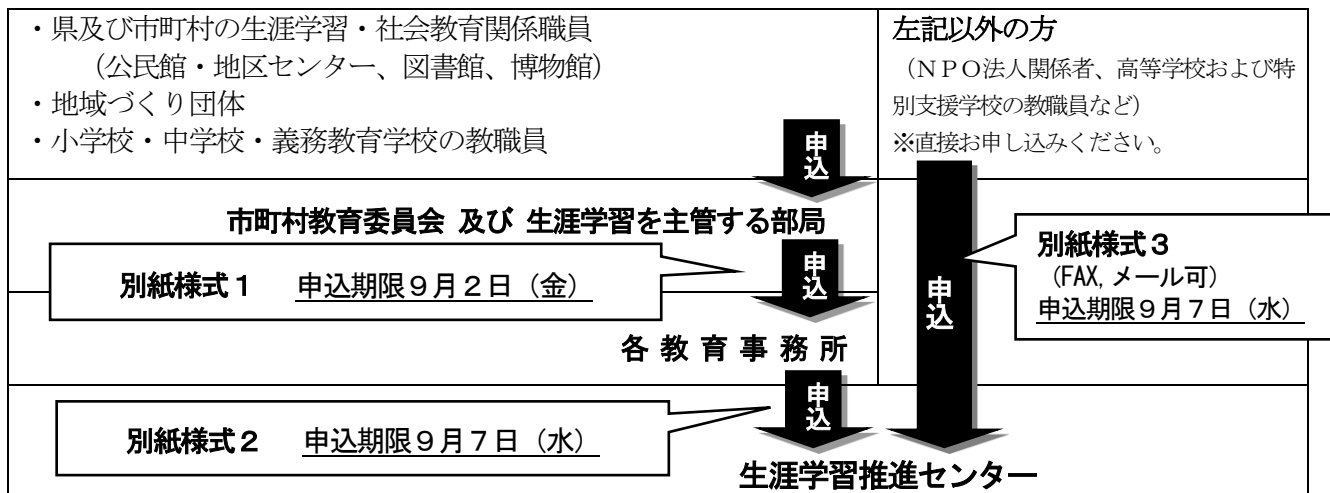 ・県及び市町村の生涯学習・社会教育関係職員
（公民館・地区センター、図書館、博物館）
・地域づくり団体
・小学校・中学校・義務教育学校の教職員
左記以外の方
（ＮＰＯ法人関係者、高等学校および特
別支援学校の教職員など）
※直接お申し込みください。
申込
市町村教育委員会 及び 生涯学習を主管する部局
別紙様式１　申込期限９月２日（金）
申込
申込
別紙様式３
（FAX,メール可）
申込期限９月７日（水）
各 教 育 事 務 所
申込
別紙様式２　申込期限９月７日（水）
生涯学習推進センター